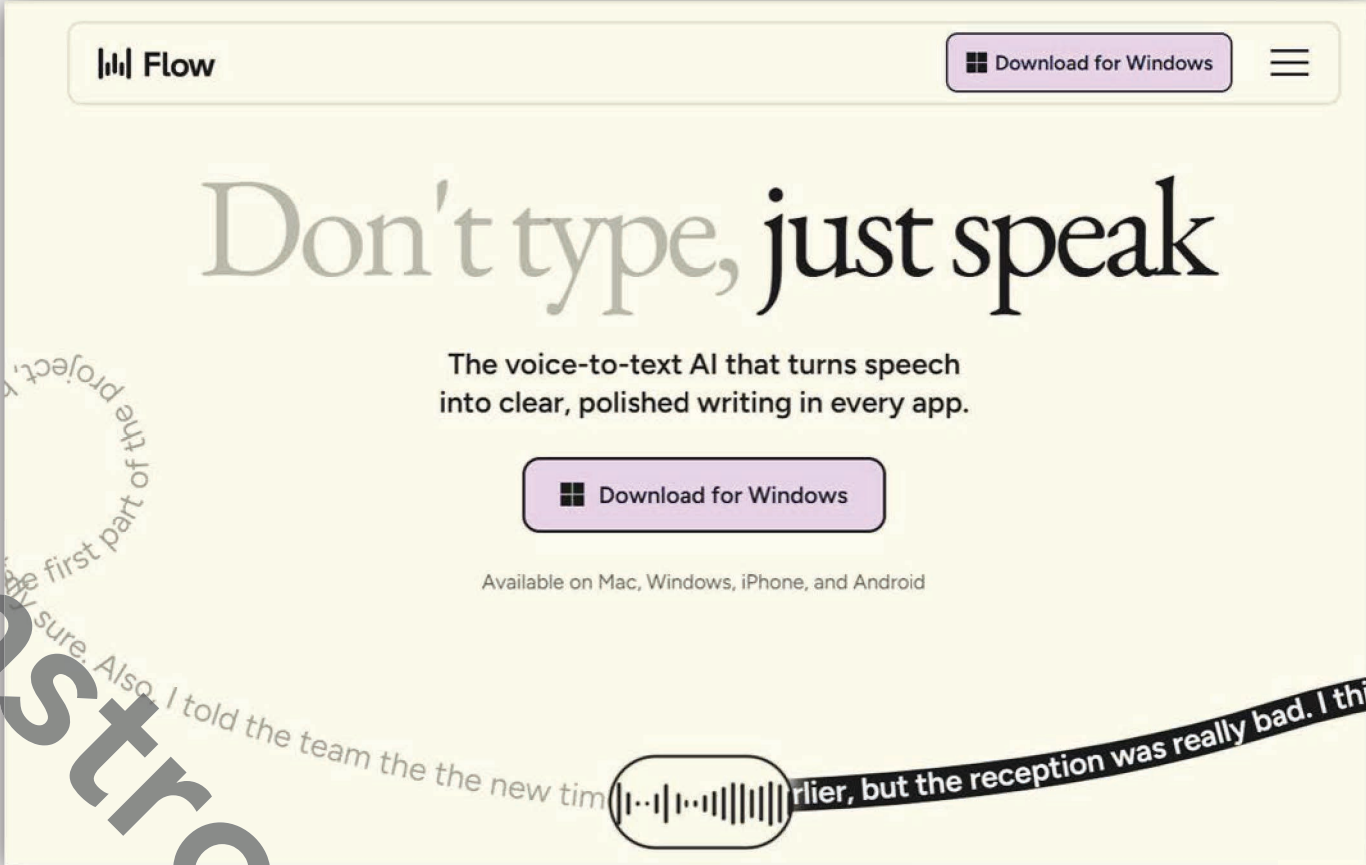 Flow
Download for Windows
Don't type, just speak
The voice-to-text AI that turns speech
into clear, polished writing in every app.
Download for Windows
Available on Mac, Windows, iPhone, and Android
first part of the project,
sure. Also, I told the team the the new tim
rlier, but the reception was really bad. I thi
stro